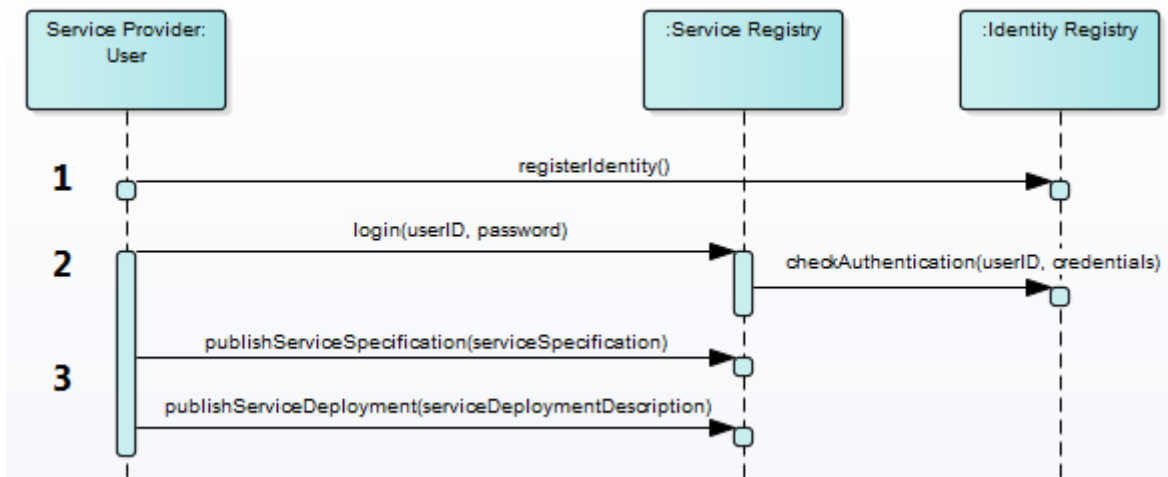 Service Provider:
User
:Service Registry
:Identity Registry
1
registerIdentity()
2
login(userID, password)
checkAuthentication(userID, credentials)
3
publishServiceSpecification(serviceSpecification)
publishServiceDeployment(serviceDeploymentDescription)